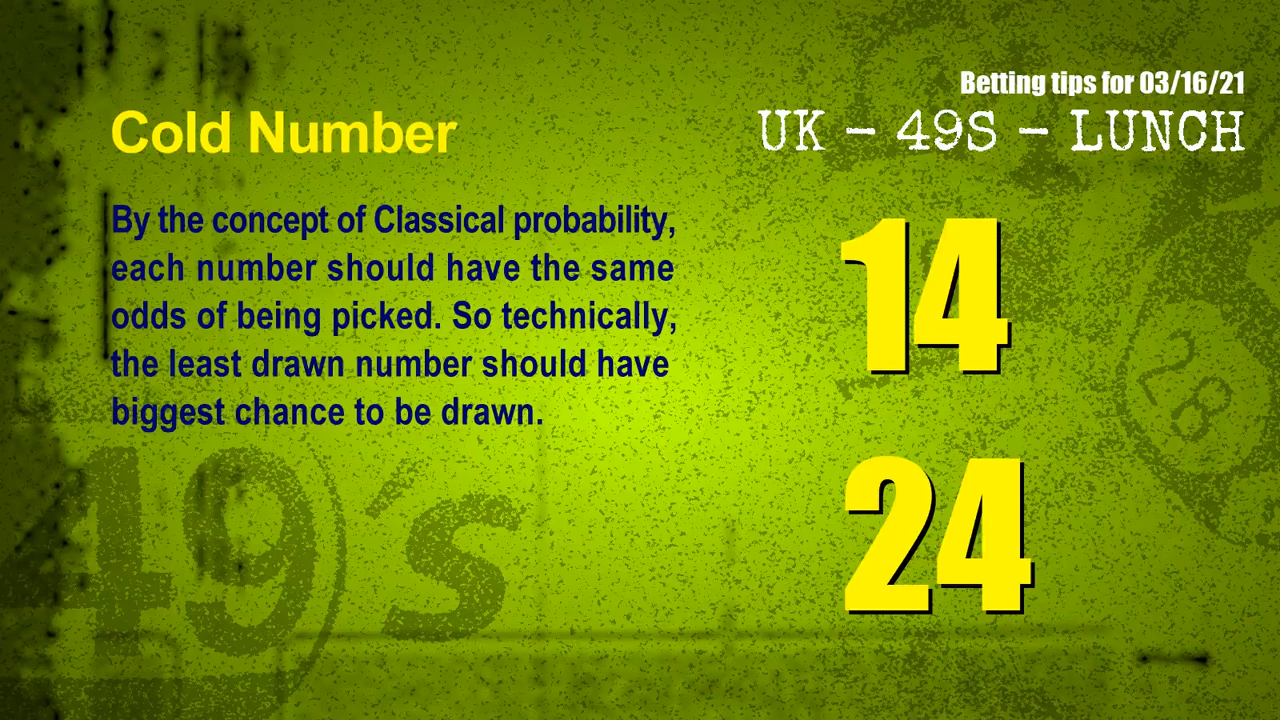 Betting tips for 03/16/21
UK - 49S - LUNCH
Cold Number
By the concept of Classical probability,
each number should have the same
odds of being picked. So technically,
the least drawn number should have
biggest chance to be drawn.
14
24
28
49's